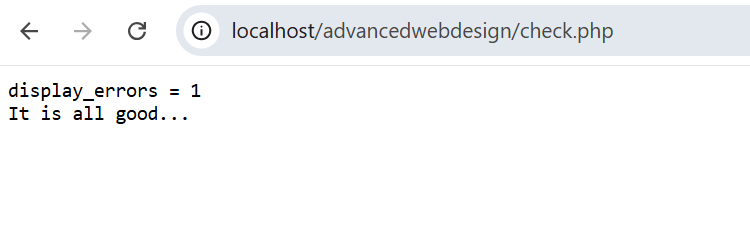 localhost/advancedwebdesign/check.php
display_errors = 1
It is all good...